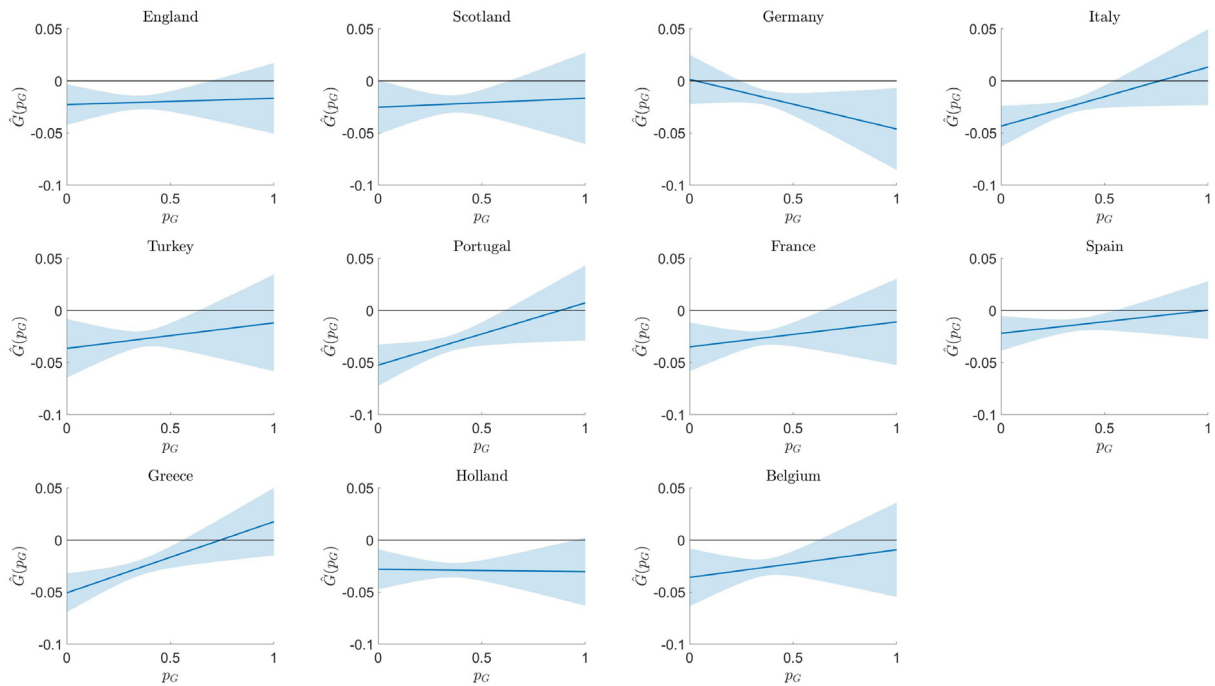 England
Scotland
Germany
Italy
0.05
0
-0.05
-0.1
Ĝ(p_G)
0
0.5
1
p_G
0.05
0
-0.05
-0.1
Ĝ(p_G)
0
0.5
1
p_G
0.05
0
-0.05
-0.1
Ĝ(p_G)
0
0.5
1
p_G
0.05
0
-0.05
-0.1
Ĝ(p_G)
0
0.5
1
p_G
Turkey
Portugal
France
Spain
0.05
0
-0.05
-0.1
Ĝ(p_G)
0
0.5
1
p_G
0.05
0
-0.05
-0.1
Ĝ(p_G)
0
0.5
1
p_G
0.05
0
-0.05
-0.1
Ĝ(p_G)
0
0.5
1
p_G
0.05
0
-0.05
-0.1
Ĝ(p_G)
0
0.5
1
p_G
Greece
Holland
Belgium
0.05
0
-0.05
-0.1
Ĝ(p_G)
0
0.5
1
p_G
0.05
0
-0.05
-0.1
Ĝ(p_G)
0
0.5
1
p_G
0.05
0
-0.05
-0.1
Ĝ(p_G)
0
0.5
1
p_G